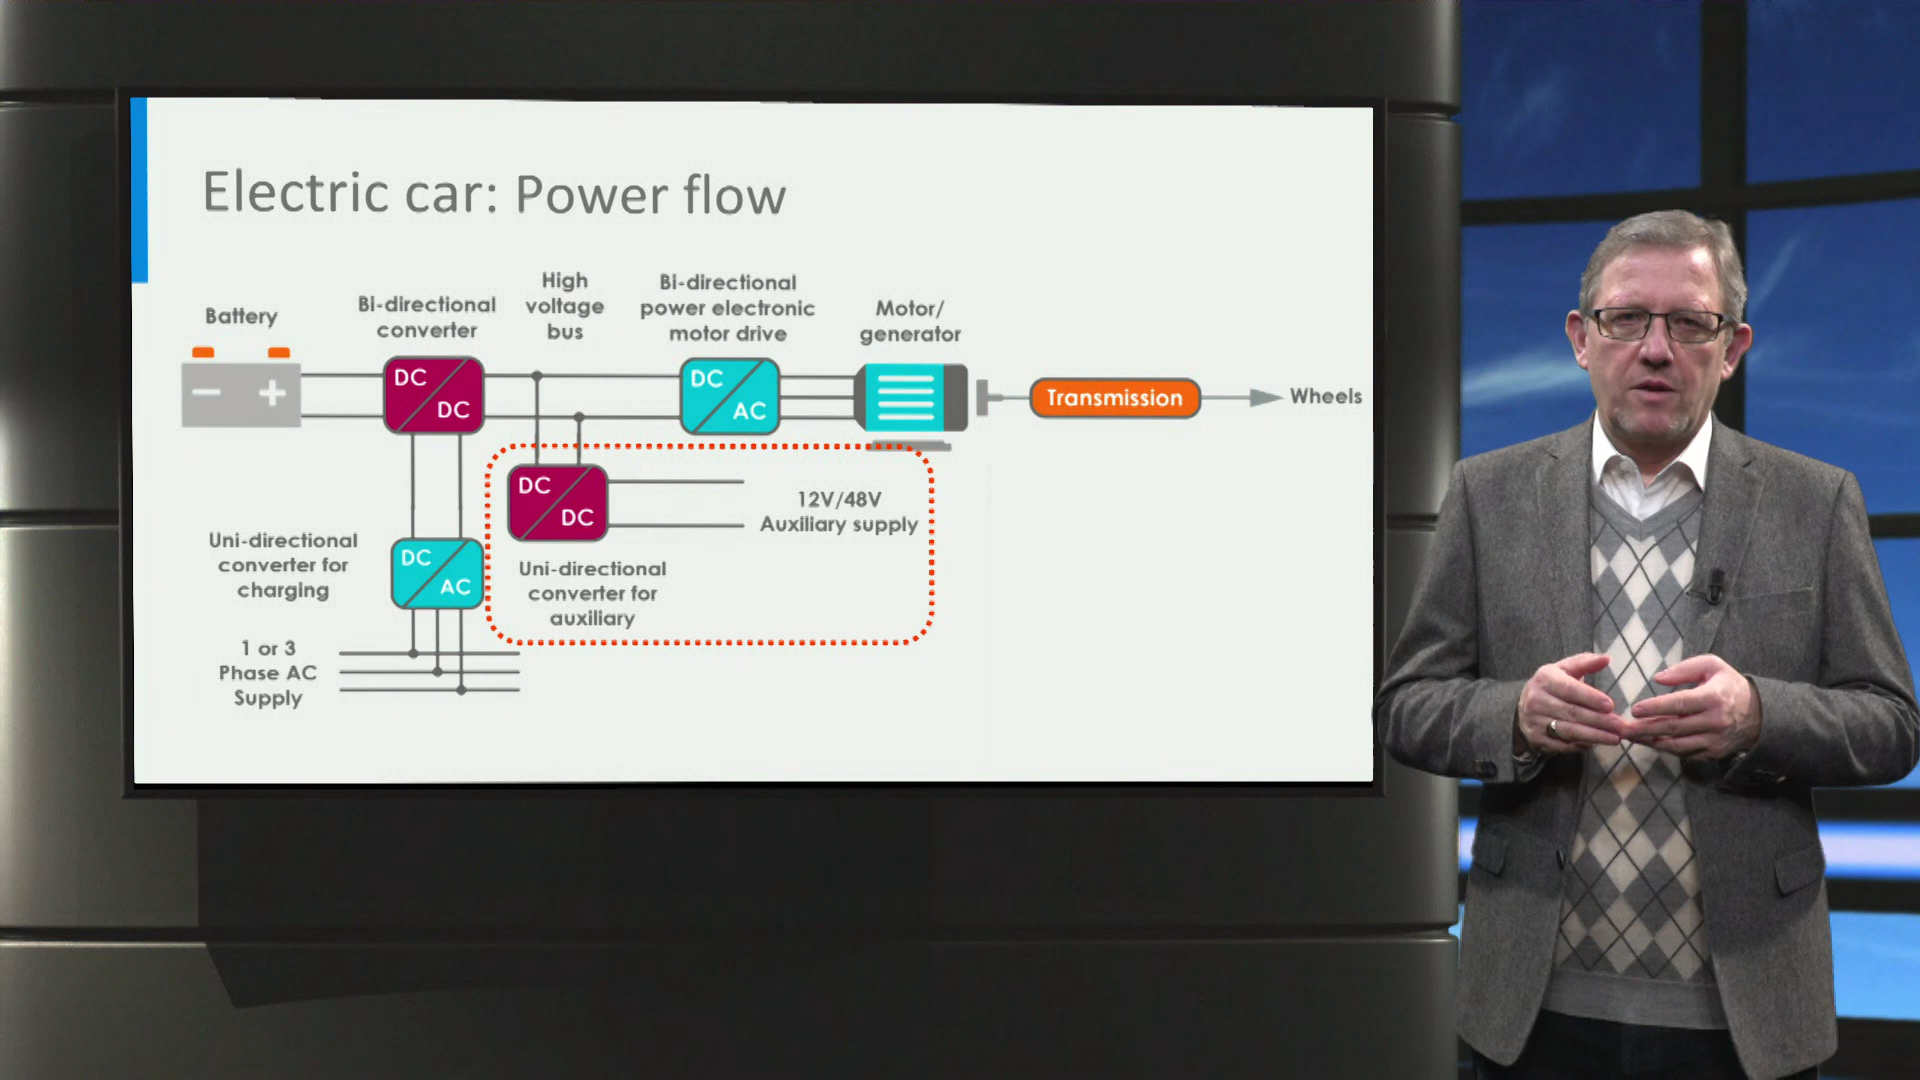 Electric car: Power flow
Battery
Bi-directional
converter
High
voltage
bus
Bi-directional
power electronic
motor drive
Motor/
generator
− +
DC
DC
DC
AC
Transmission
Wheels
DC
DC
12V/48V
Auxiliary supply
Uni-directional
converter for
charging
DC
AC
Uni-directional
converter for
auxiliary
1 or 3
Phase AC
Supply